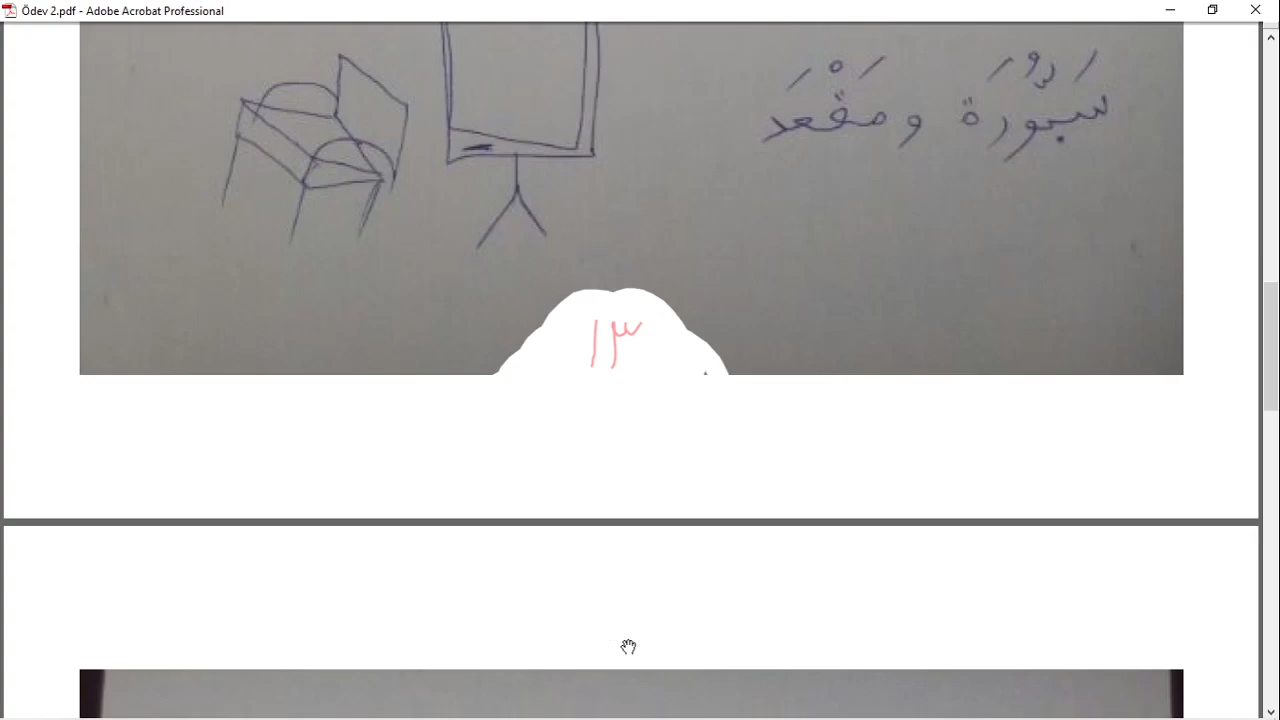 Ödev 2.pdf - Adobe Acrobat Professional
سَبُّورَة و مَقْعَد
١٣